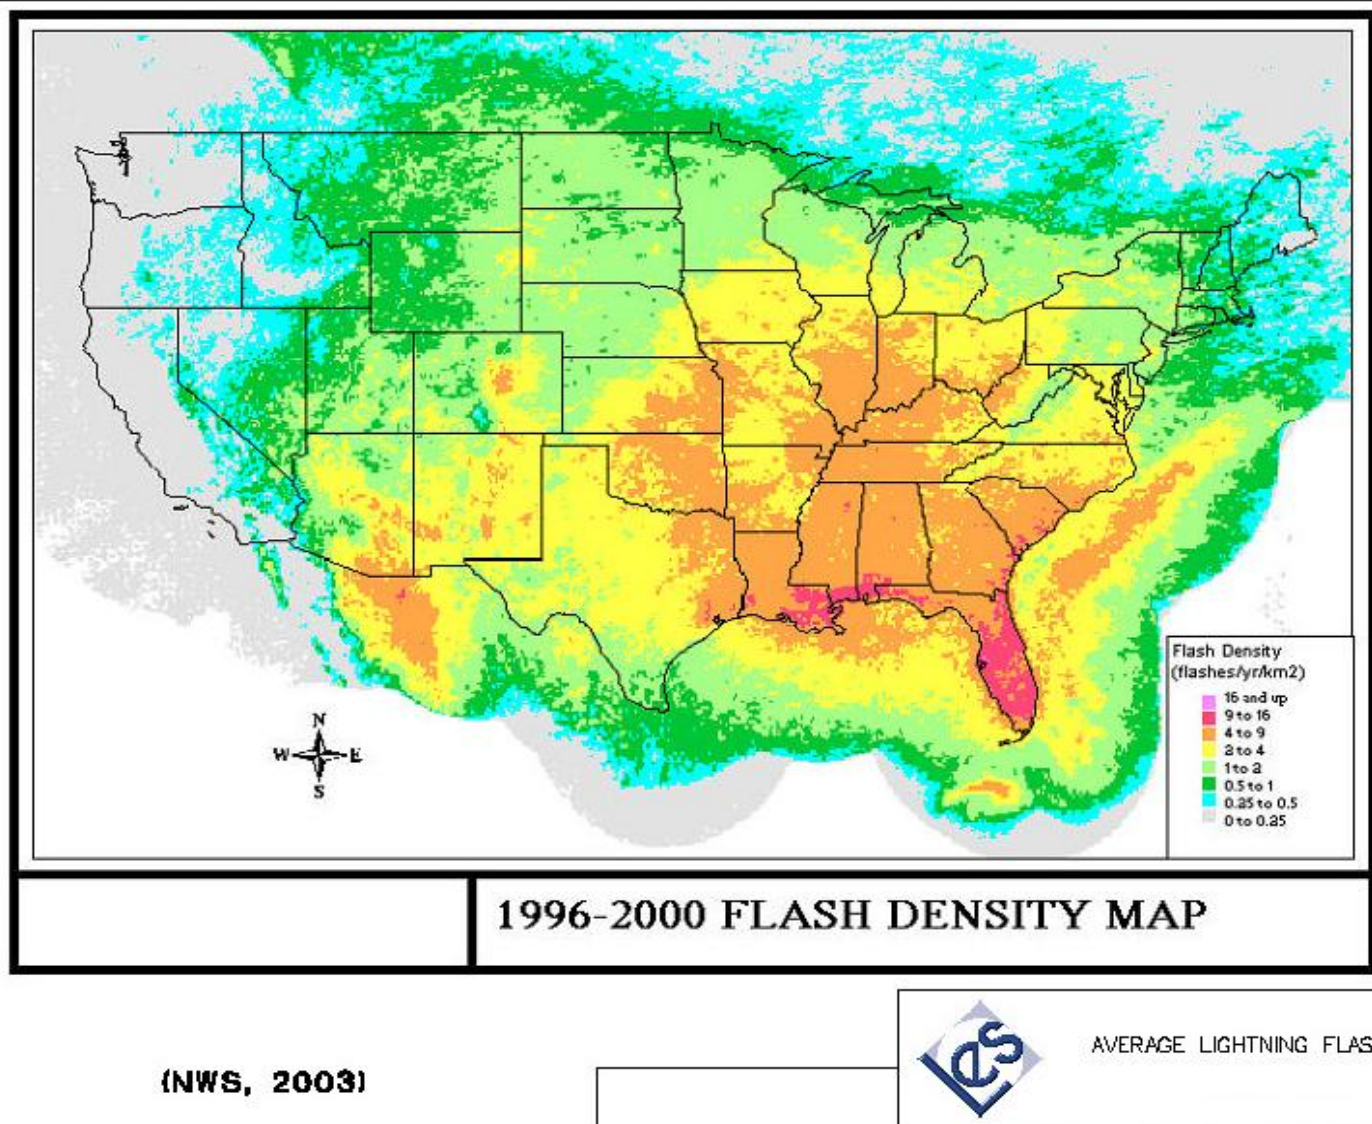 N
W E
S
Flash Density
(flashes/yr/km2)
16 and up
9 to 16
4 to 9
2 to 4
1 to 2
0.5 to 1
0.25 to 0.5
0 to 0.25
1996-2000 FLASH DENSITY MAP
(NWS, 2003)
Les
AVERAGE LIGHTNING FLAS